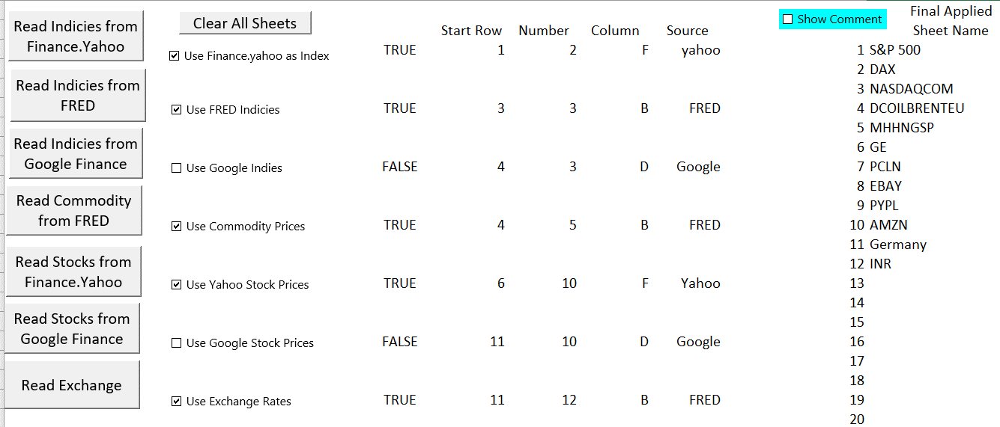 Read Indicies from
Finance.Yahoo
Read Indicies from
FRED
Read Indicies from
Google Finance
Read Commodity
from FRED
Read Stocks from
Finance.Yahoo
Read Stocks from
Google Finance
Read Exchange
Clear All Sheets
Start Row Number Column Source
Use Finance.yahoo as Index TRUE 1 2 F yahoo
Use FRED Indicies TRUE 3 3 B FRED
Use Google Indies FALSE 4 3 D Google
Use Commodity Prices TRUE 4 5 B FRED
Use Yahoo Stock Prices TRUE 6 10 F Yahoo
Use Google Stock Prices FALSE 11 10 D Google
Use Exchange Rates TRUE 11 12 B FRED
Show Comment
Final Applied
Sheet Name
1 S&P 500
2 DAX
3 NASDAQCOM
4 DCOILBRENTEU
5 MHHNGSP
6 GE
7 PCLN
8 EBAY
9 PYPL
10 AMZN
11 Germany
12 INR
13
14
15
16
17
18
19
20